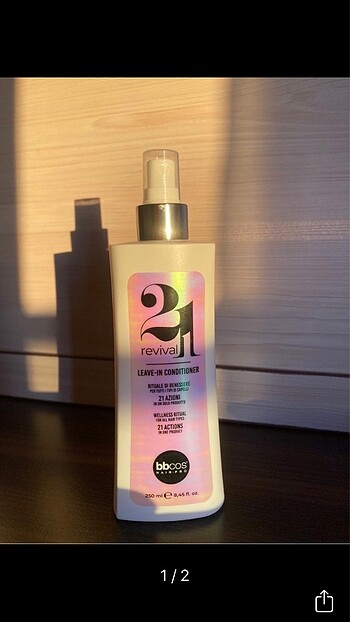 21
revival
LEAVE-IN CONDITIONER
RITUALE DI BENESSERE
PER TUTTI I TIPI DI CAPELLI
21 AZIONI
IN UN SOLO PRODOTTO
WELLNESS RITUAL
FOR ALL HAIR TYPES
21 ACTIONS
IN ONE PRODUCT
bbcos
HAIR-PRO
250 ml ℮ 8,45 fl. oz.
1 / 2